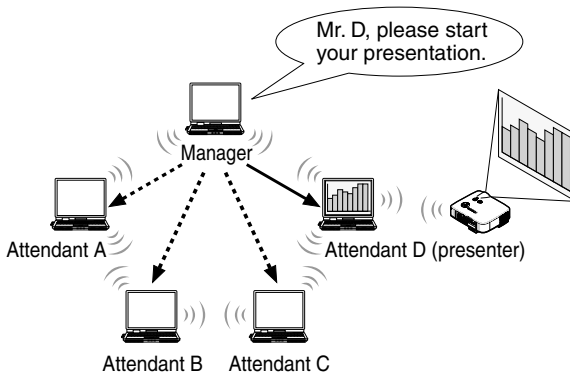 Mr. D, please start
your presentation.
Manager
Attendant A
Attendant D (presenter)
Attendant B
Attendant C